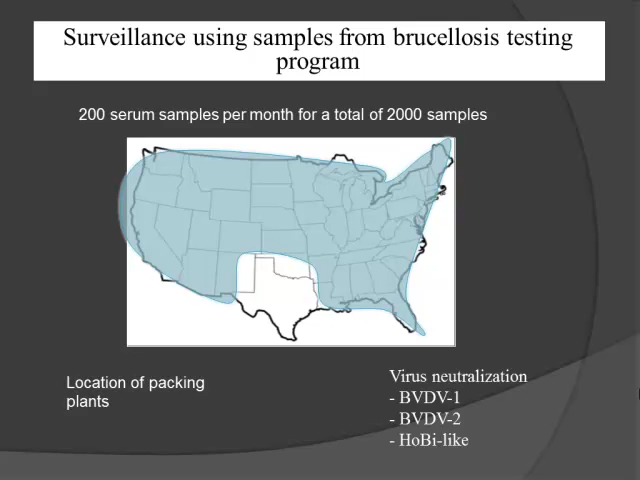 Surveillance using samples from brucellosis testing
program
200 serum samples per month for a total of 2000 samples
Location of packing
plants
Virus neutralization
- BVDV-1
- BVDV-2
- HoBi-like